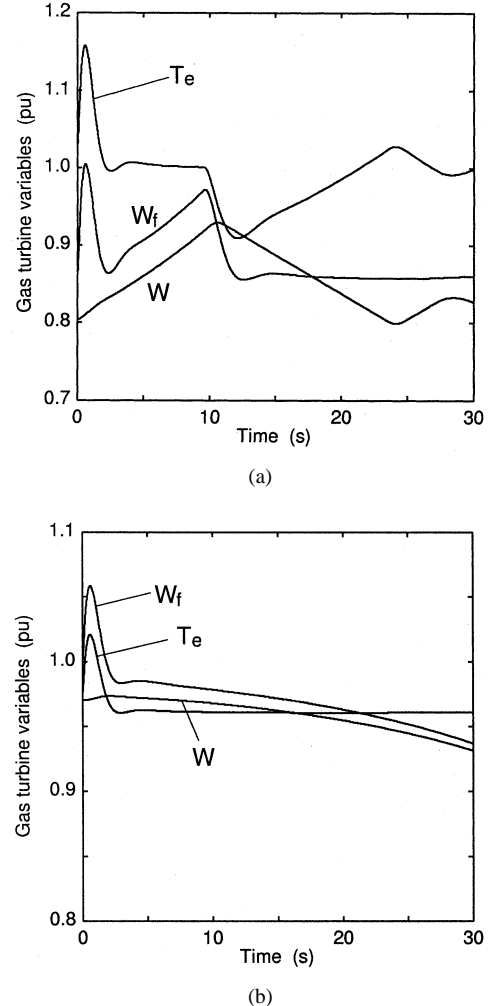 Gas turbine variables (pu)
1.2
1.1
1.0
0.9
0.8
0.7
Te
Wf
W
0 10 20 30
Time (s)
(a)
Gas turbine variables (pu)
1.1
1.0
0.9
0.8
Wf
Te
W
0 10 20 30
Time (s)
(b)